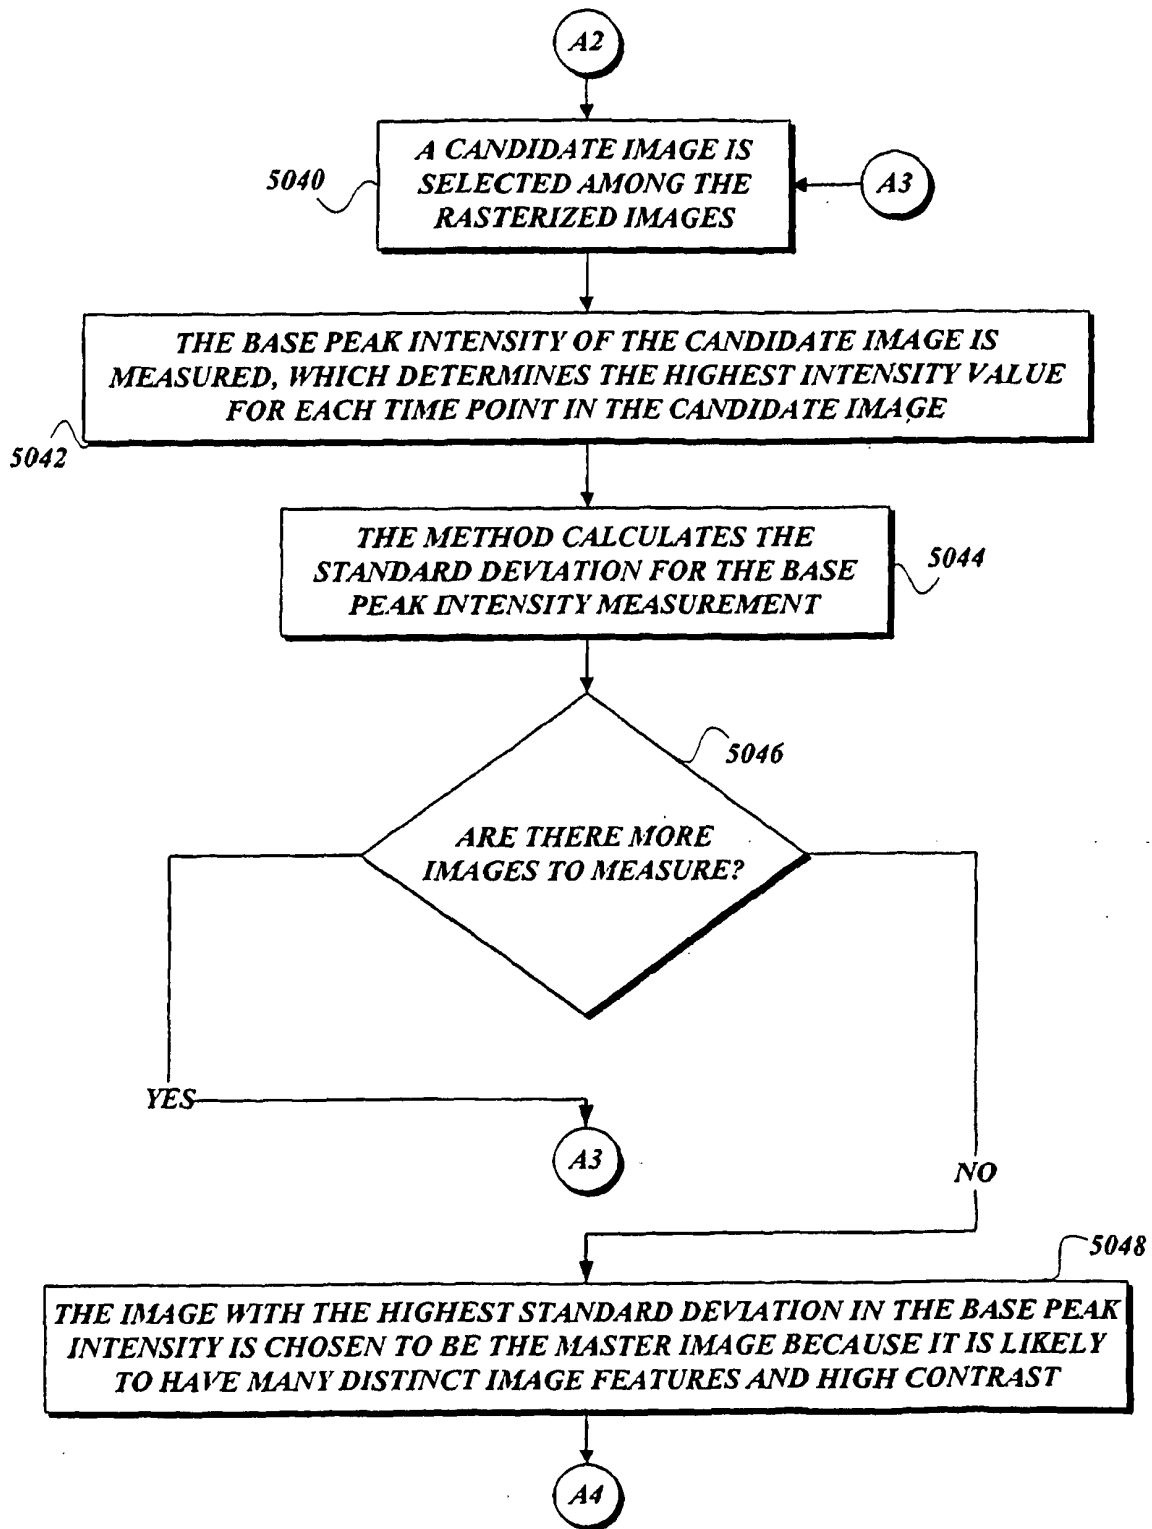 A2
A CANDIDATE IMAGE IS
SELECTED AMONG THE
RASTERIZED IMAGES
5040
A3
THE BASE PEAK INTENSITY OF THE CANDIDATE IMAGE IS
MEASURED, WHICH DETERMINES THE HIGHEST INTENSITY VALUE
FOR EACH TIME POINT IN THE CANDIDATE IMAGE
5042
THE METHOD CALCULATES THE
STANDARD DEVIATION FOR THE BASE
PEAK INTENSITY MEASUREMENT
5044
5046
ARE THERE MORE
IMAGES TO MEASURE?
YES
A3
NO
5048
THE IMAGE WITH THE HIGHEST STANDARD DEVIATION IN THE BASE PEAK
INTENSITY IS CHOSEN TO BE THE MASTER IMAGE BECAUSE IT IS LIKELY
TO HAVE MANY DISTINCT IMAGE FEATURES AND HIGH CONTRAST
A4